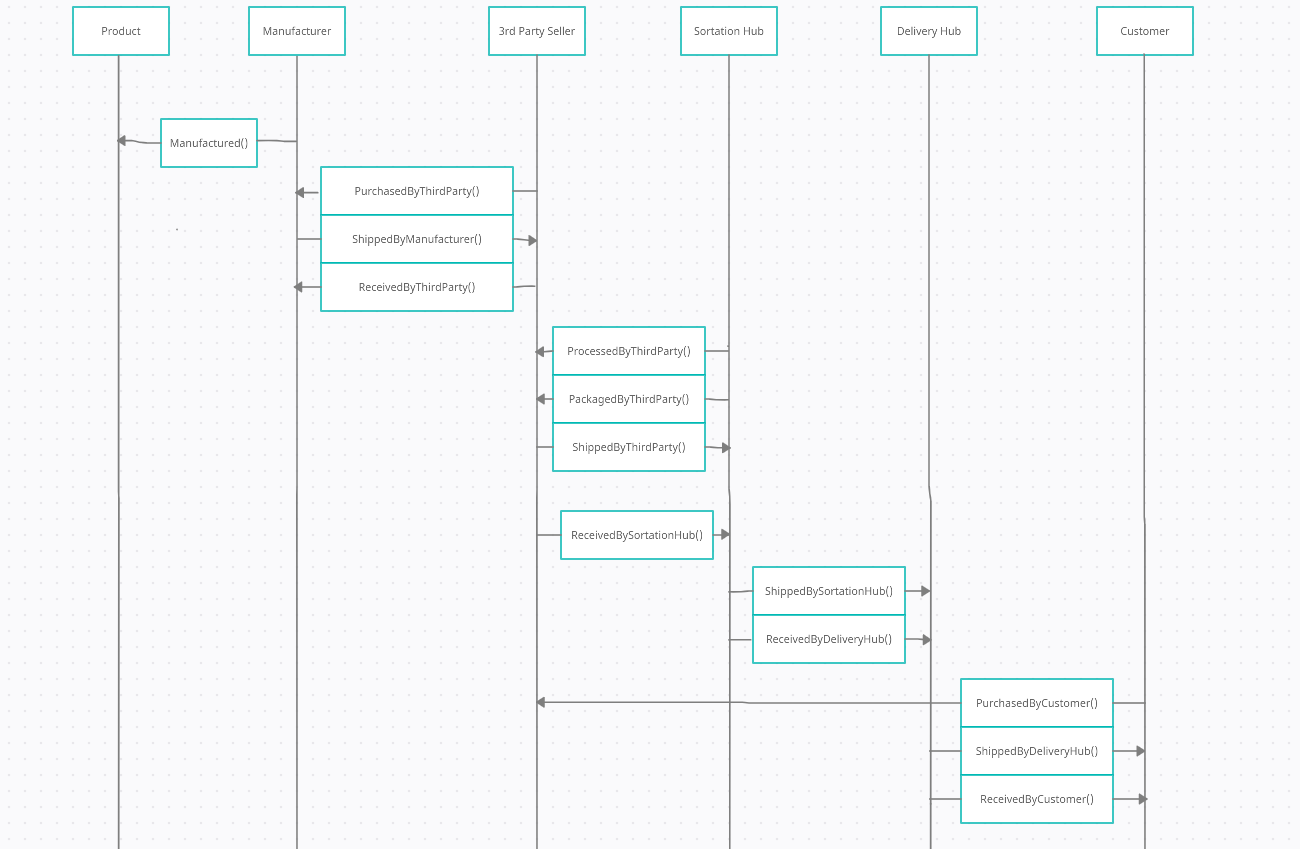 Product
Manufacturer
3rd Party Seller
Sortation Hub
Delivery Hub
Customer
Manufactured()
PurchasedByThirdParty()
ShippedByManufacturer()
ReceivedByThirdParty()
ProcessedByThirdParty()
PackagedByThirdParty()
ShippedByThirdParty()
ReceivedBySortationHub()
ShippedBySortationHub()
ReceivedByDeliveryHub()
PurchasedByCustomer()
ShippedByDeliveryHub()
ReceivedByCustomer()